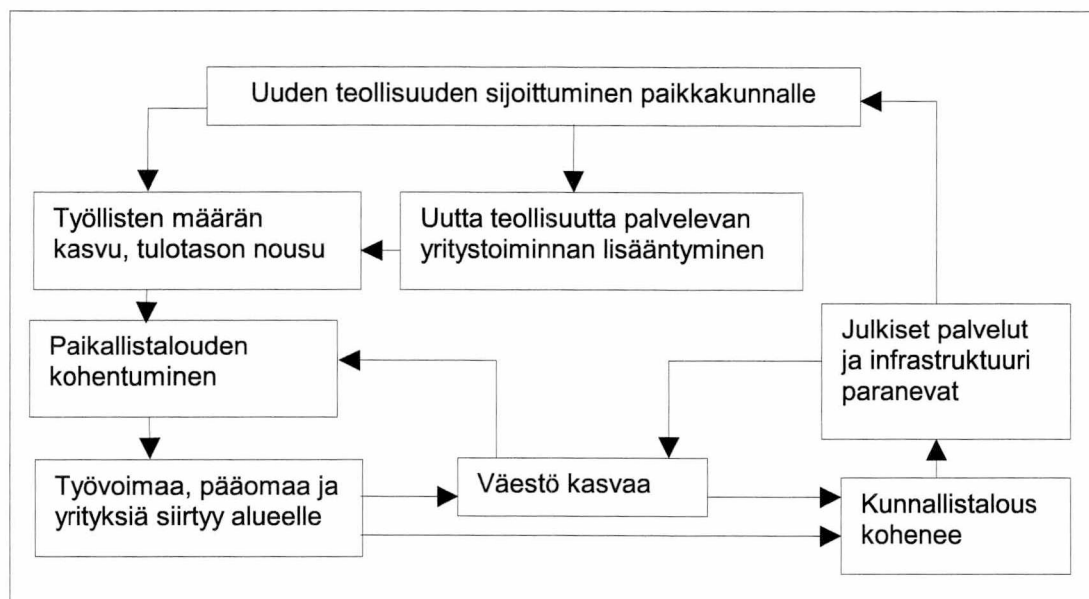 Uuden teollisuuden sijoittuminen paikkakunnalle
Työllisten määrän
kasvu, tulotason nousu
Uutta teollisuutta palvelevan
yritystoiminnan lisääntyminen
Paikallistalouden
kohentuminen
Julkiset palvelut
ja infrastruktuuri
paranevat
Työvoimaa, pääomaa ja
yrityksiä siirtyy alueelle
Väestö kasvaa
Kunnallistalous
kohenee